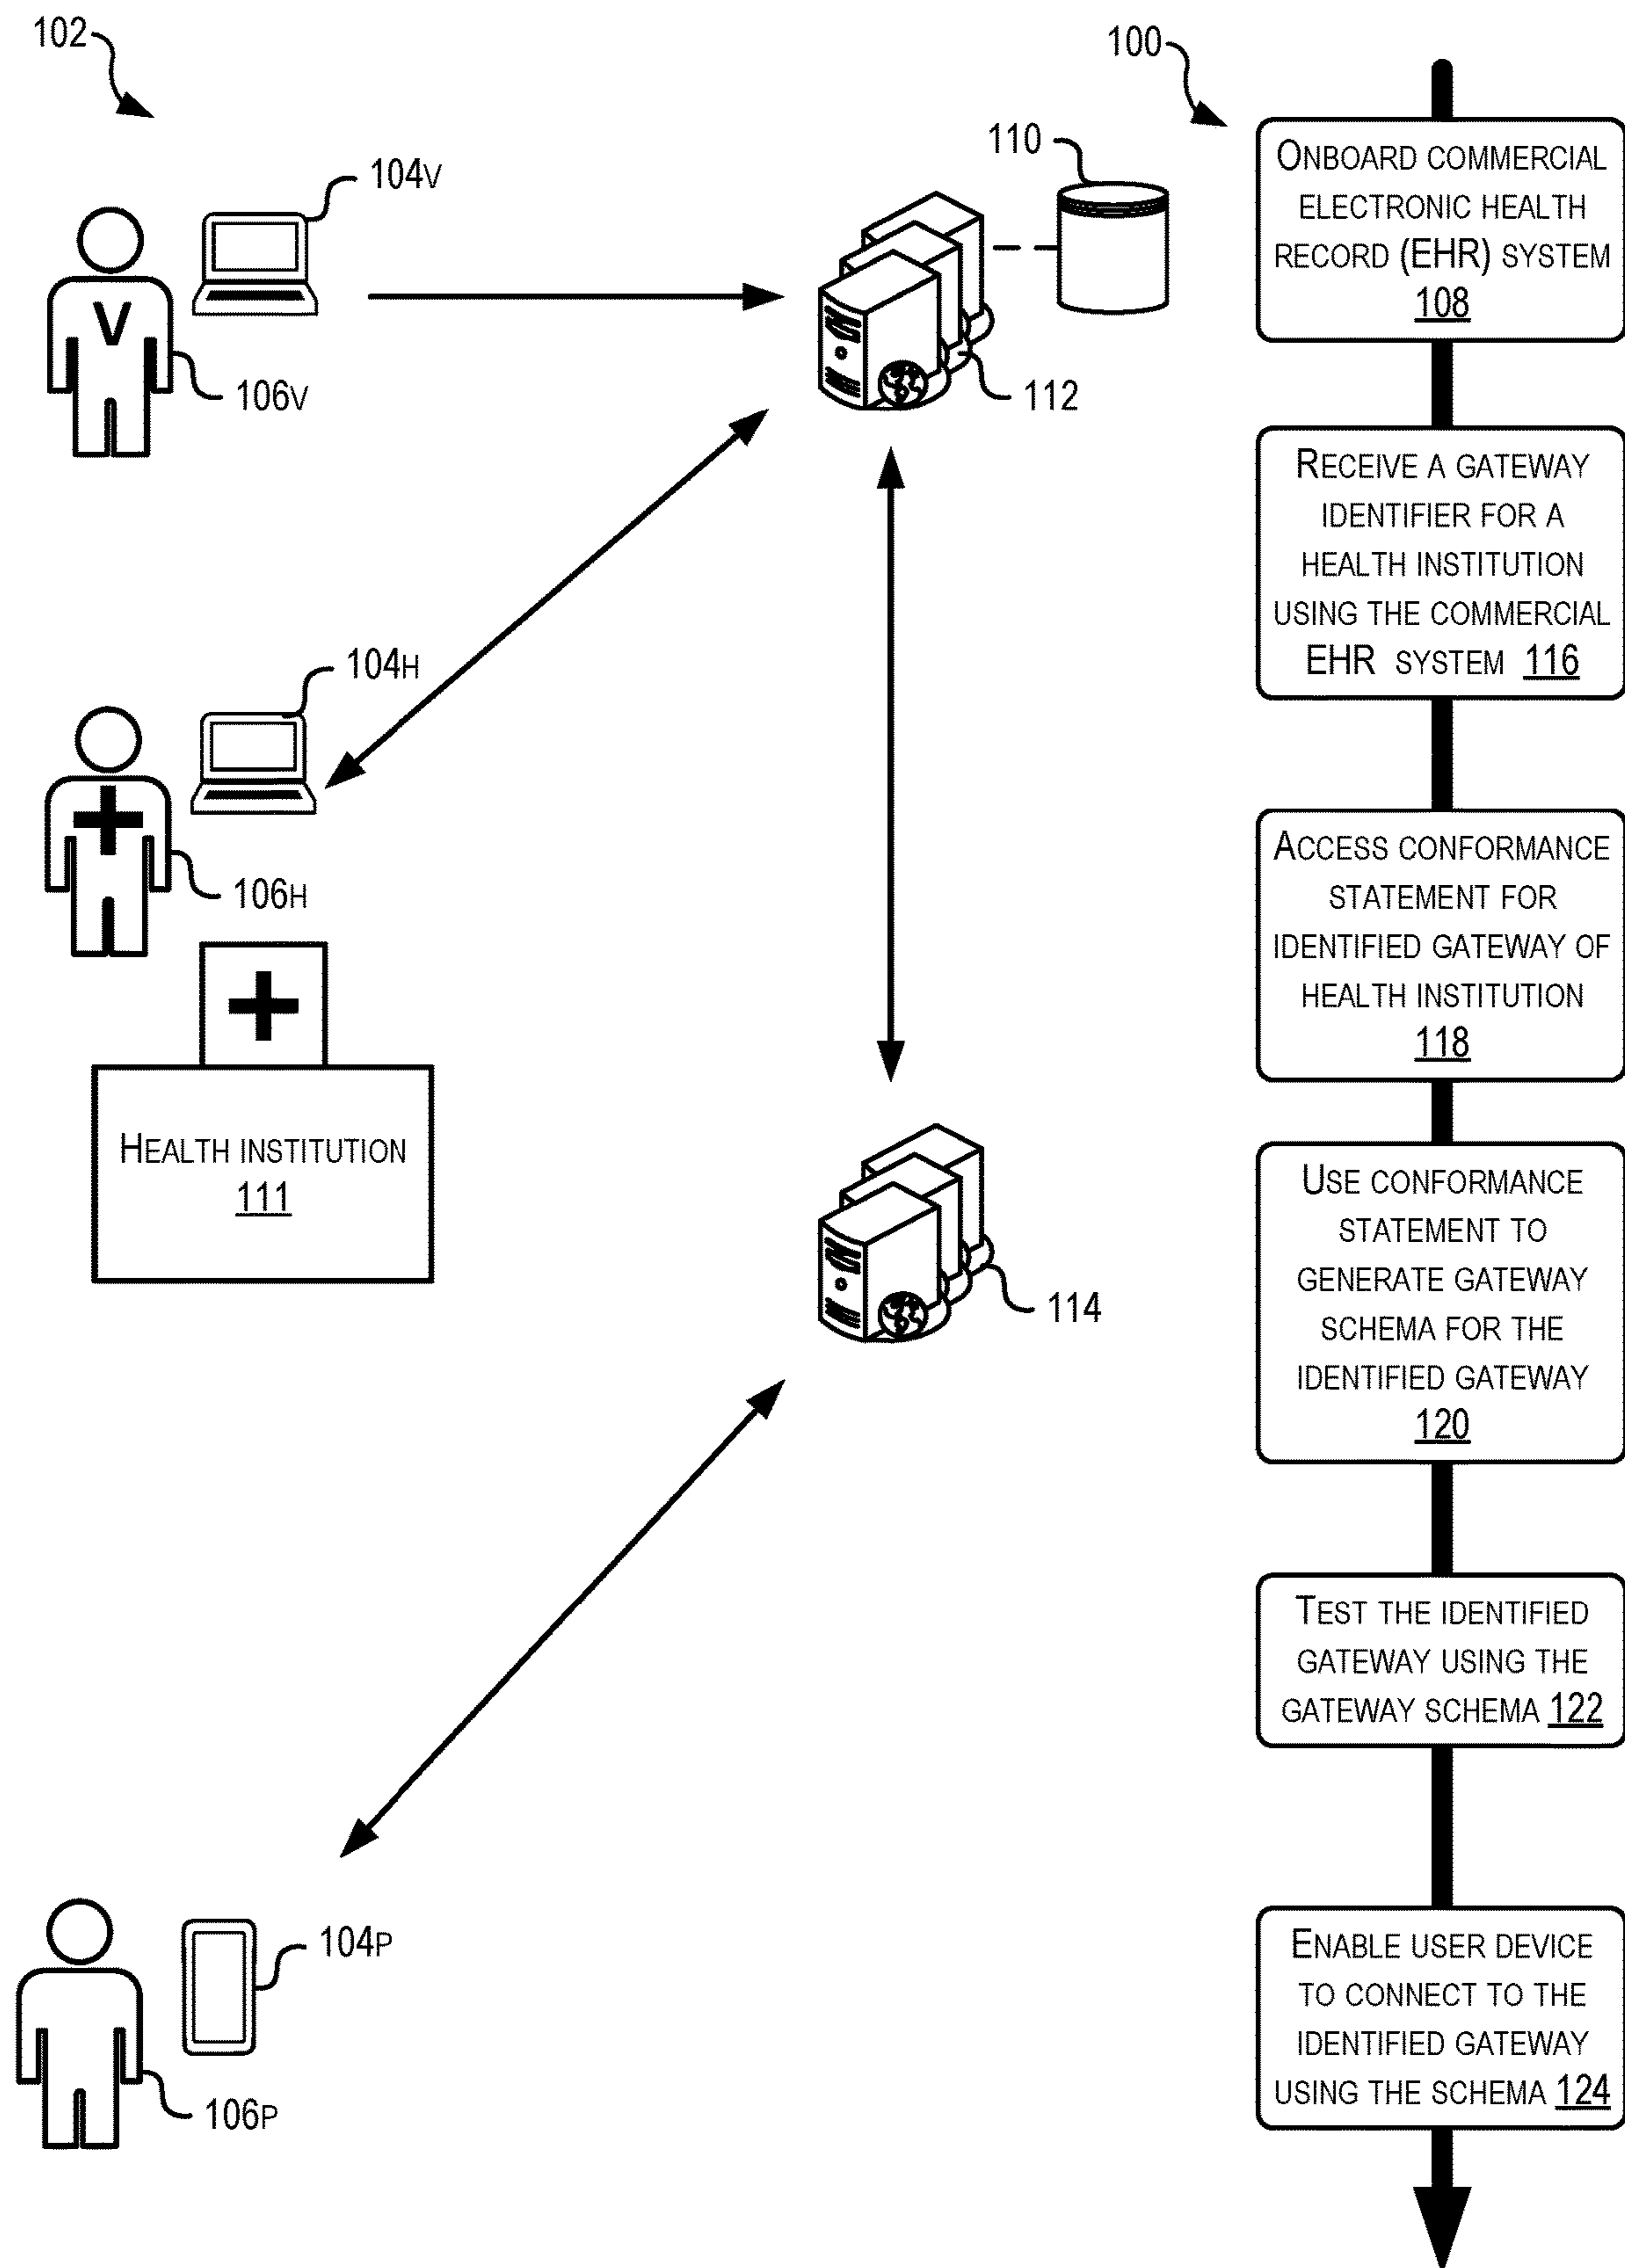 102
104V
106V
110
112
104H
106H
HEALTH INSTITUTION
111
114
104P
106P
100
ONBOARD COMMERCIAL
ELECTRONIC HEALTH
RECORD (EHR) SYSTEM
108
RECEIVE A GATEWAY
IDENTIFIER FOR A
HEALTH INSTITUTION
USING THE COMMERCIAL
EHR SYSTEM 116
ACCESS CONFORMANCE
STATEMENT FOR
IDENTIFIED GATEWAY OF
HEALTH INSTITUTION
118
USE CONFORMANCE
STATEMENT TO
GENERATE GATEWAY
SCHEMA FOR THE
IDENTIFIED GATEWAY
120
TEST THE IDENTIFIED
GATEWAY USING THE
GATEWAY SCHEMA 122
ENABLE USER DEVICE
TO CONNECT TO THE
IDENTIFIED GATEWAY
USING THE SCHEMA 124
V